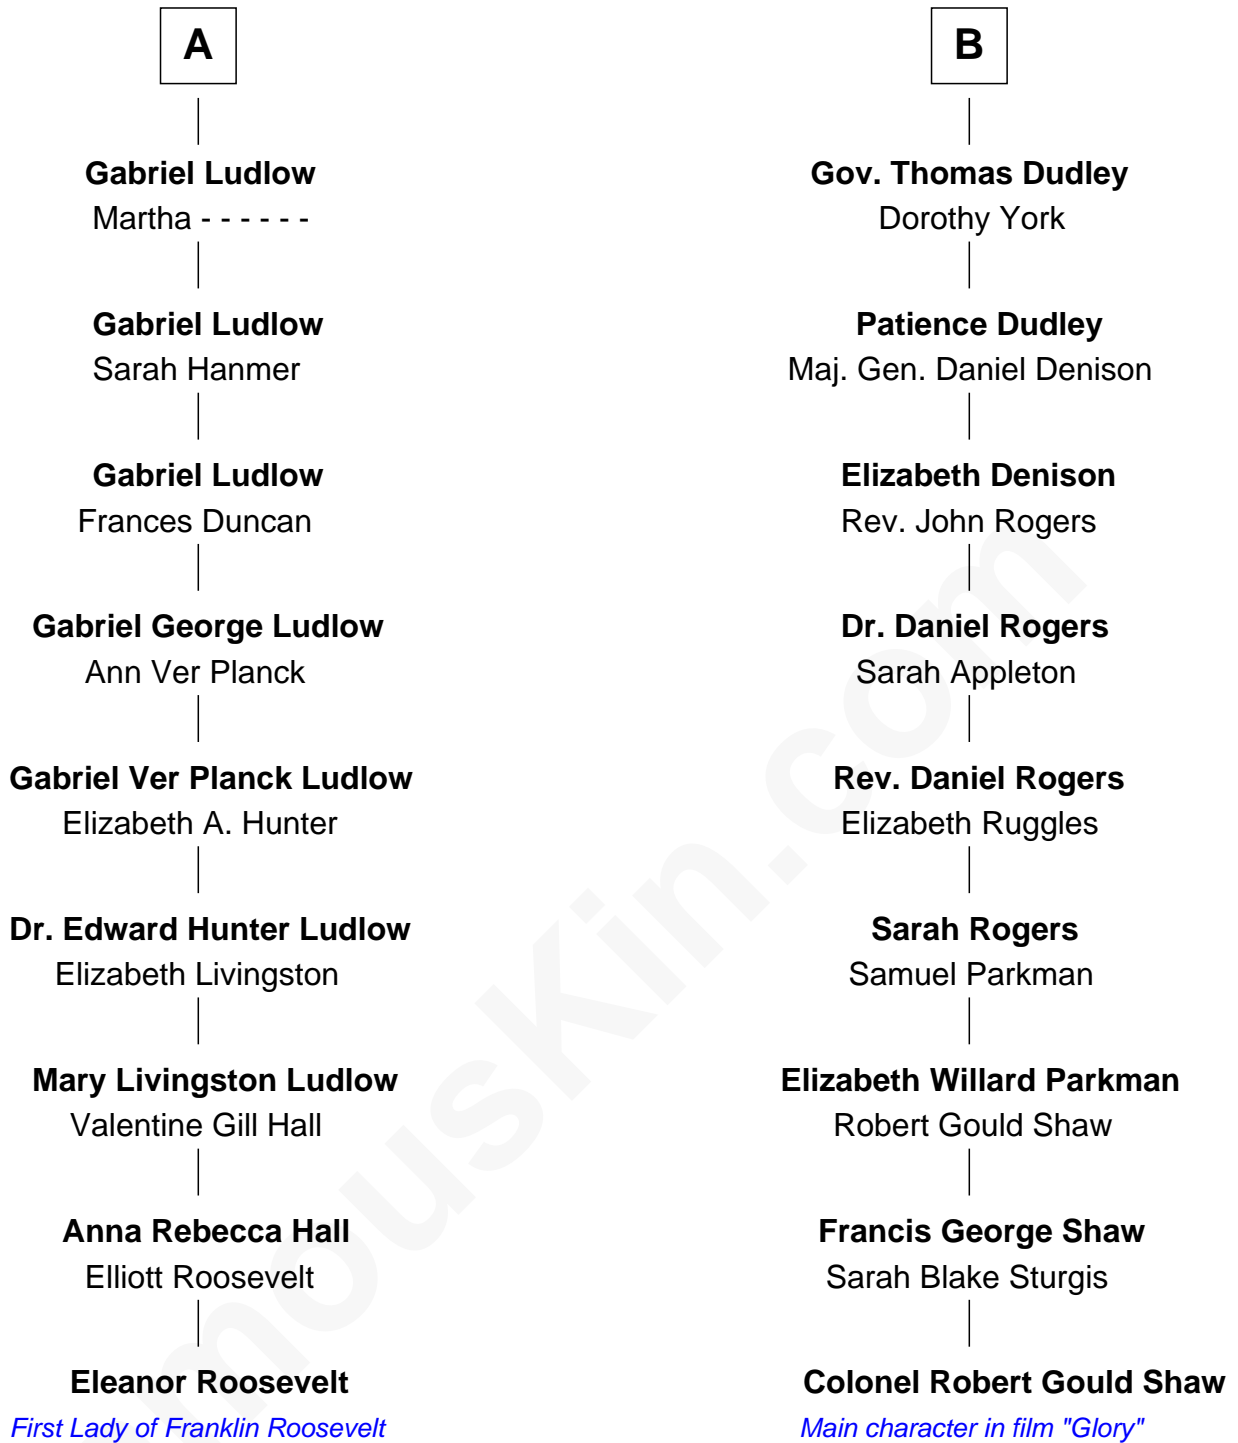 A
Gabriel Ludlow
Martha - - - - - -
Gabriel Ludlow
Sarah Hanmer
Gabriel Ludlow
Frances Duncan
Gabriel George Ludlow
Ann Ver Planck
Gabriel Ver Planck Ludlow
Elizabeth A. Hunter
Dr. Edward Hunter Ludlow
Elizabeth Livingston
Mary Livingston Ludlow
Valentine Gill Hall
Anna Rebecca Hall
Elliott Roosevelt
Eleanor Roosevelt
First Lady of Franklin Roosevelt
B
Gov. Thomas Dudley
Dorothy York
Patience Dudley
Maj. Gen. Daniel Denison
Elizabeth Denison
Rev. John Rogers
Dr. Daniel Rogers
Sarah Appleton
Rev. Daniel Rogers
Elizabeth Ruggles
Sarah Rogers
Samuel Parkman
Elizabeth Willard Parkman
Robert Gould Shaw
Francis George Shaw
Sarah Blake Sturgis
Colonel Robert Gould Shaw
Main character in film "Glory"
mouskin.com